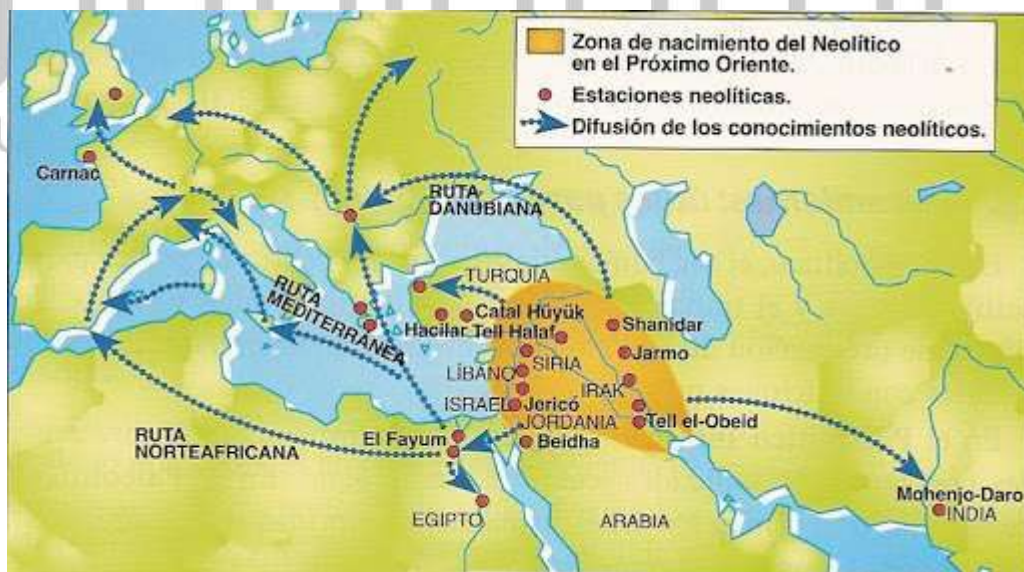 Zona de nacimiento del Neolítico
en el Próximo Oriente.
Estaciones neolíticas.
Difusión de los conocimientos neolíticos.
Carnac
RUTA
DANUBIANA
TURQUÍA
RUTA
MEDITERRÁNEA
Hacilar
Catal Hüyük
Tell Halaf
Shanidar
SIRIA
Jarmo
LÍBANO
IRAK
ISRAEL
Jericó
JORDANIA
Tell el-Obeid
RUTA
NORTEAFRICANA
El Fayum
Beidha
Mohenjo-Daro
INDIA
EGIPTO
ARABIA